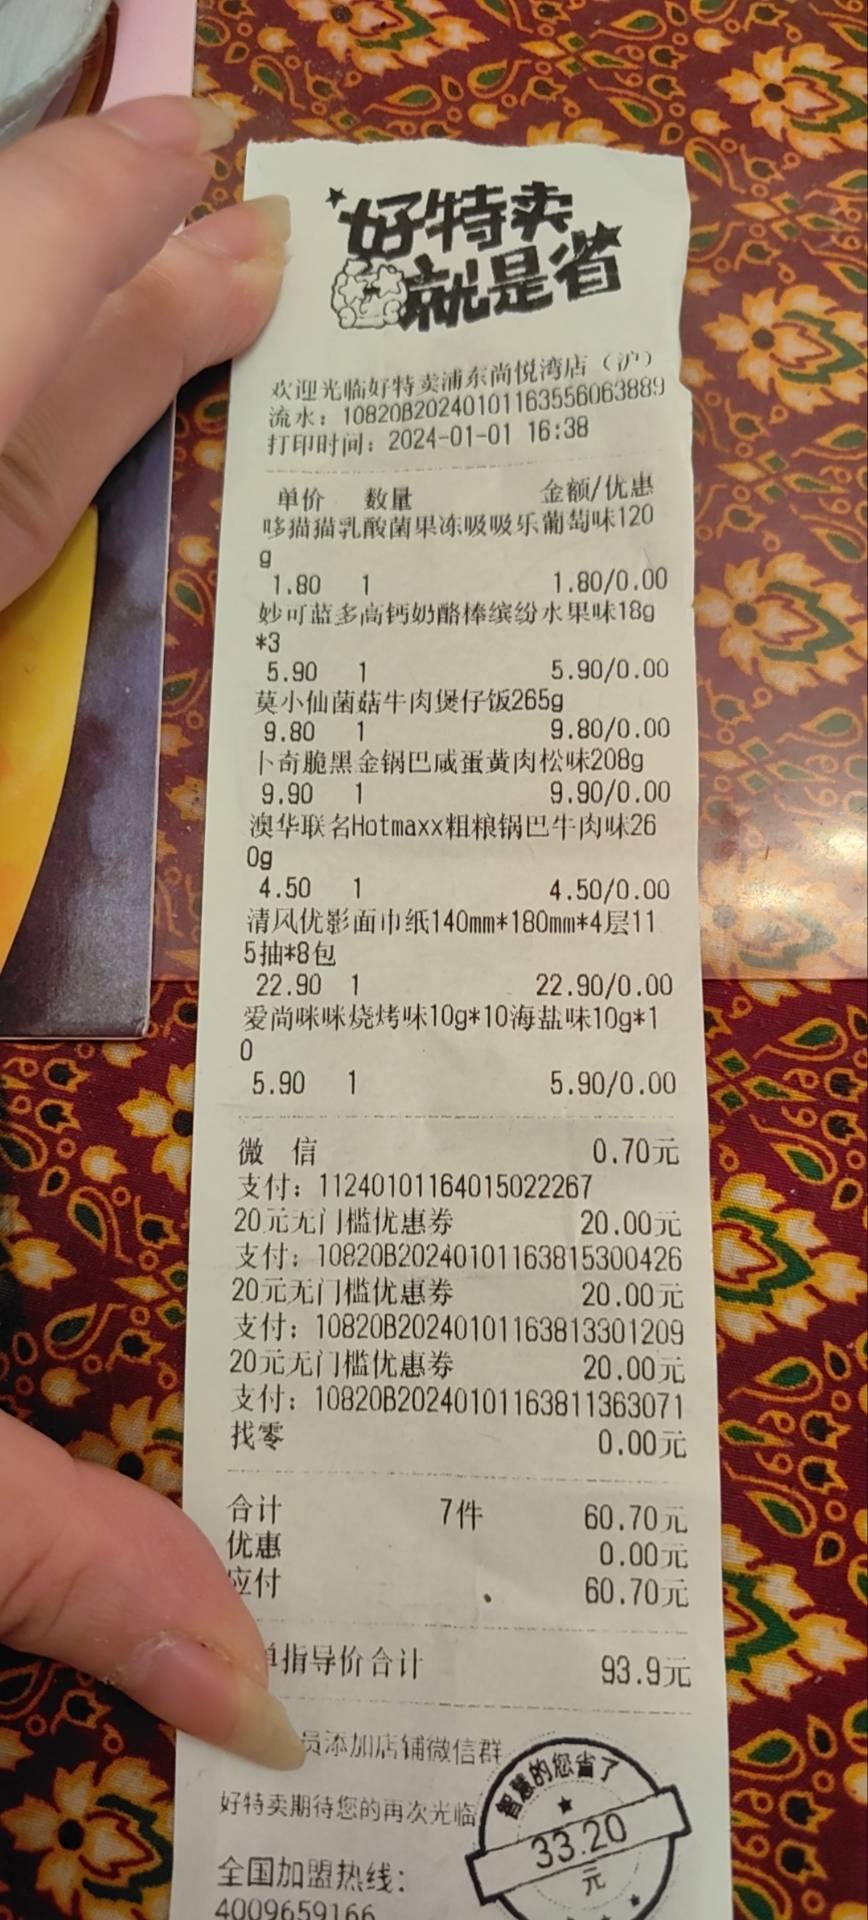 好特卖
就是省
欢迎光临好特卖浦东尚悦湾店（沪）
流水：10820B20240101163556063889
打印时间：2024-01-01 16:38
单价 数量 金额/优惠
哆猫猫乳酸菌果冻吸吸乐葡萄味120
g
1.80 1 1.80/0.00
妙可蓝多高钙奶酪棒缤纷水果味18g
*3
5.90 1 5.90/0.00
莫小仙菌菇牛肉煲仔饭265g
9.80 1 9.80/0.00
卜奇脆黑金锅巴咸蛋黄肉松味208g
9.90 1 9.90/0.00
澳华联名Hotmaxx粗粮锅巴牛肉味26
0g
4.50 1 4.50/0.00
清风优影面巾纸140mm*180mm*4层11
5抽*8包
22.90 1 22.90/0.00
爱尚咪咪烧烤味10g*10海盐味10g*1
0
5.90 1 5.90/0.00
微 信 0.70元
支付：11240101164015022267
20元无门槛优惠券 20.00元
支付：10820B20240101163815300426
20元无门槛优惠券 20.00元
支付：10820B20240101163813301209
20元无门槛优惠券 20.00元
支付：10820B20240101163811363071
找零 0.00元
合计 7件 60.70元
优惠 0.00元
应付 60.70元
单指导价合计 93.9元
员添加店铺微信群
智慧的您省了
好特卖期待您的再次光临
33.20
元
全国加盟热线：
4009659166